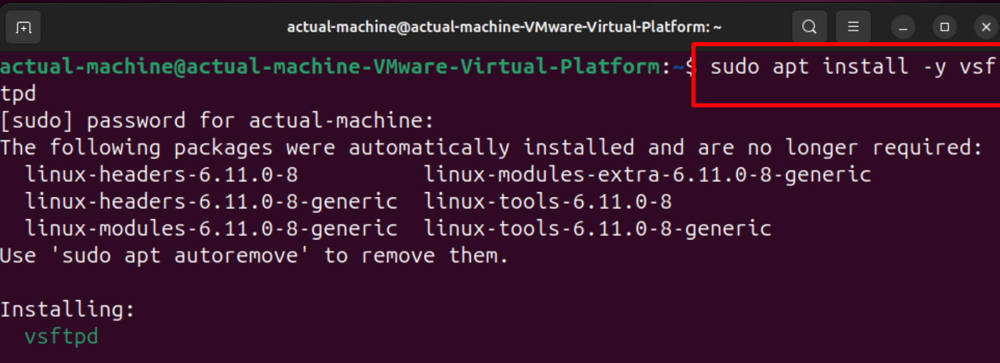 actual-machine@actual-machine-VMware-Virtual-Platform: ~
actual-machine@actual-machine-VMware-Virtual-Platform:~$ sudo apt install -y vsf
tpd
[sudo] password for actual-machine:
The following packages were automatically installed and are no longer required:
  linux-headers-6.11.0-8          linux-modules-extra-6.11.0-8-generic
  linux-headers-6.11.0-8-generic  linux-tools-6.11.0-8
  linux-modules-6.11.0-8-generic  linux-tools-6.11.0-8-generic
Use 'sudo apt autoremove' to remove them.
Installing:
  vsftpd